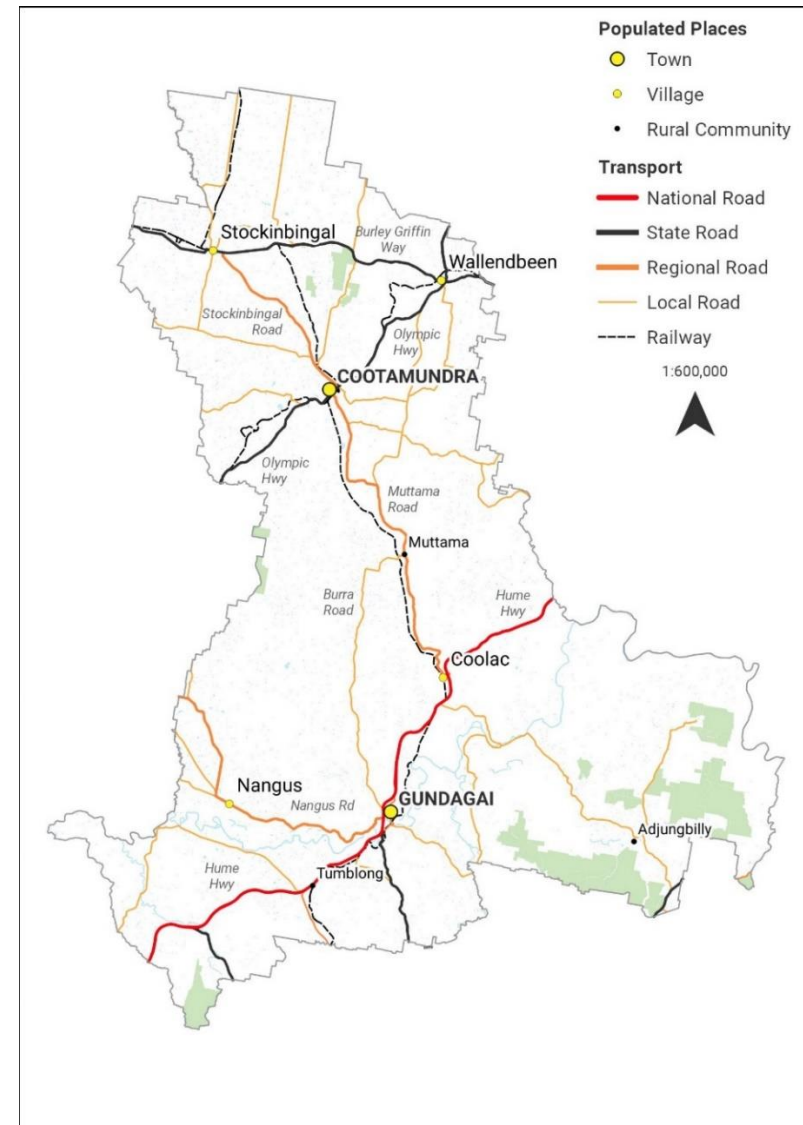 Populated Places
Town
Village
Rural Community
Transport
National Road
State Road
Regional Road
Local Road
Railway
1:600,000
Stockinbingal
Burley Griffin
Way
Wallendbeen
Stockinbingal
Road
Olympic
Hwy
COOTAMUNDRA
Olympic
Hwy
Muttama
Road
Muttama
Burra
Road
Hume
Hwy
Coolac
Nangus
Nangus Rd
GUNDAGAI
Adjungbilly
Hume
Hwy
Tumblong